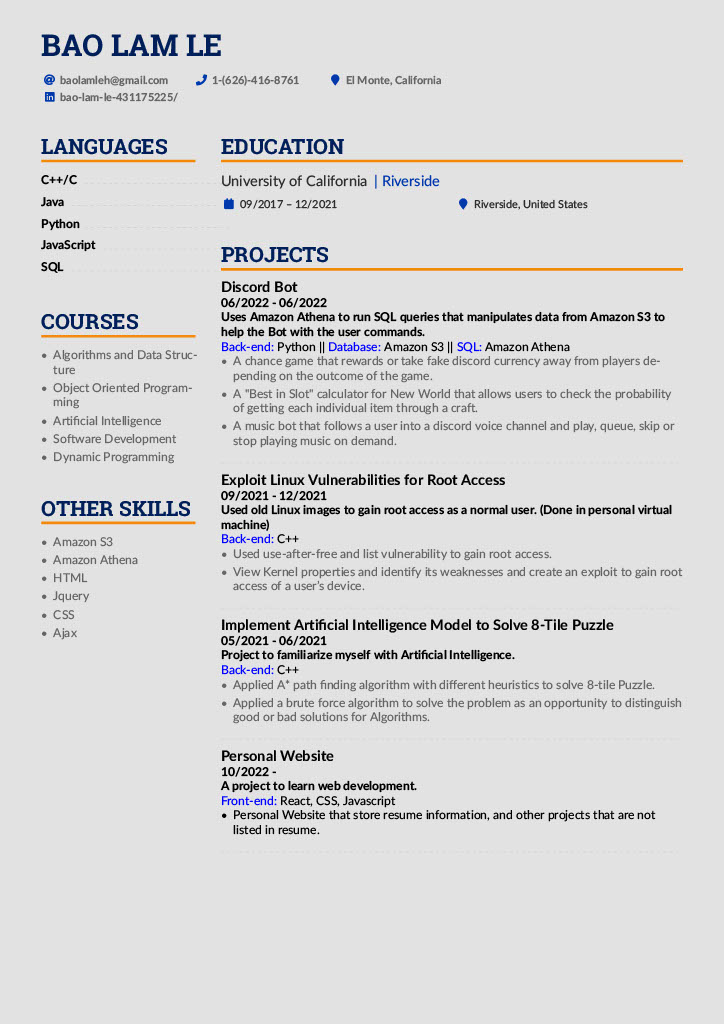 BAO LAM LE
baolamleh@gmail.com 1-(626)-416-8761 El Monte, California
bao-lam-le-431175225/
LANGUAGES
C++/C
Java
Python
JavaScript
SQL
COURSES
• Algorithms and Data Struc-
ture
• Object Oriented Program-
ming
• Artificial Intelligence
• Software Development
• Dynamic Programming
OTHER SKILLS
• Amazon S3
• Amazon Athena
• HTML
• Jquery
• CSS
• Ajax
EDUCATION
University of California | Riverside
09/2017 – 12/2021 Riverside, United States
PROJECTS
Discord Bot
06/2022 - 06/2022
Uses Amazon Athena to run SQL queries that manipulates data from Amazon S3 to
help the Bot with the user commands.
Back-end: Python || Database: Amazon S3 || SQL: Amazon Athena
• A chance game that rewards or take fake discord currency away from players de-
pending on the outcome of the game.
• A "Best in Slot" calculator for New World that allows users to check the probability
of getting each individual item through a craft.
• A music bot that follows a user into a discord voice channel and play, queue, skip or
stop playing music on demand.
Exploit Linux Vulnerabilities for Root Access
09/2021 - 12/2021
Used old Linux images to gain root access as a normal user. (Done in personal virtual
machine)
Back-end: C++
• Used use-after-free and list vulnerability to gain root access.
• View Kernel properties and identify its weaknesses and create an exploit to gain root
access of a user's device.
Implement Artificial Intelligence Model to Solve 8-Tile Puzzle
05/2021 - 06/2021
Project to familiarize myself with Artificial Intelligence.
Back-end: C++
• Applied A* path finding algorithm with different heuristics to solve 8-tile Puzzle.
• Applied a brute force algorithm to solve the problem as an opportunity to distinguish
good or bad solutions for Algorithms.
Personal Website
10/2022 -
A project to learn web development.
Front-end: React, CSS, Javascript
• Personal Website that store resume information, and other projects that are not
listed in resume.